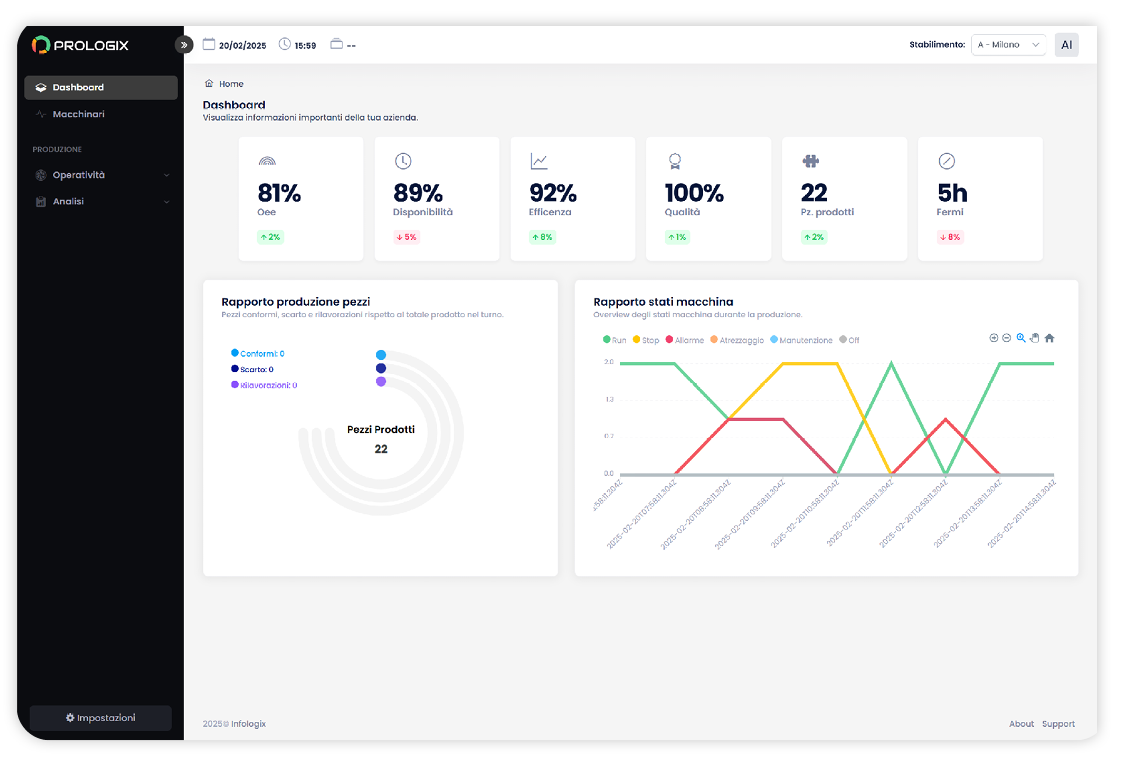 PROLOGIX
20/02/2025 15:59 --
Stabilimento: A - Milano AI
Dashboard
Macchinari
PRODUZIONE
Operatività
Analisi
Impostazioni
Home
Dashboard
Visualizza informazioni importanti della tua azienda.
81%
Oee
2%
89%
Disponibilità
5%
92%
Efficenza
8%
100%
Qualità
1%
22
Pz. prodotti
2%
5h
Fermi
8%
Rapporto produzione pezzi
Pezzi conformi, scarto e rilavorazioni rispetto al totale prodotto nel turno.
Conformi: 0
Scarto: 0
Rilavorazioni: 0
Pezzi Prodotti
22
Rapporto stati macchina
Overview degli stati macchina durante la produzione.
Run Stop Allarme Atrezzaggio Manutenzione Off
2.0
1.3
0.7
0.0
:58:11.304Z
2025-02-20T07:58:11.304Z
2025-02-20T08:58:11.304Z
2025-02-20T09:58:11.304Z
2025-02-20T10:58:11.304Z
2025-02-20T11:58:11.304Z
2025-02-20T12:58:11.304Z
2025-02-20T13:58:11.304Z
2025-02-20T14:58:11.304Z
2025© Infologix
About Support